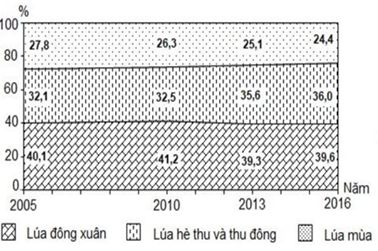 %
100
27,8 26,3 25,1 24,4
80
60
32,1 32,5 35,6 36,0
40
20
40,1 41,2 39,3 39,6
0
Năm
2005 2010 2013 2016
Lúa đông xuân Lúa hè thu và thu đông Lúa mùa